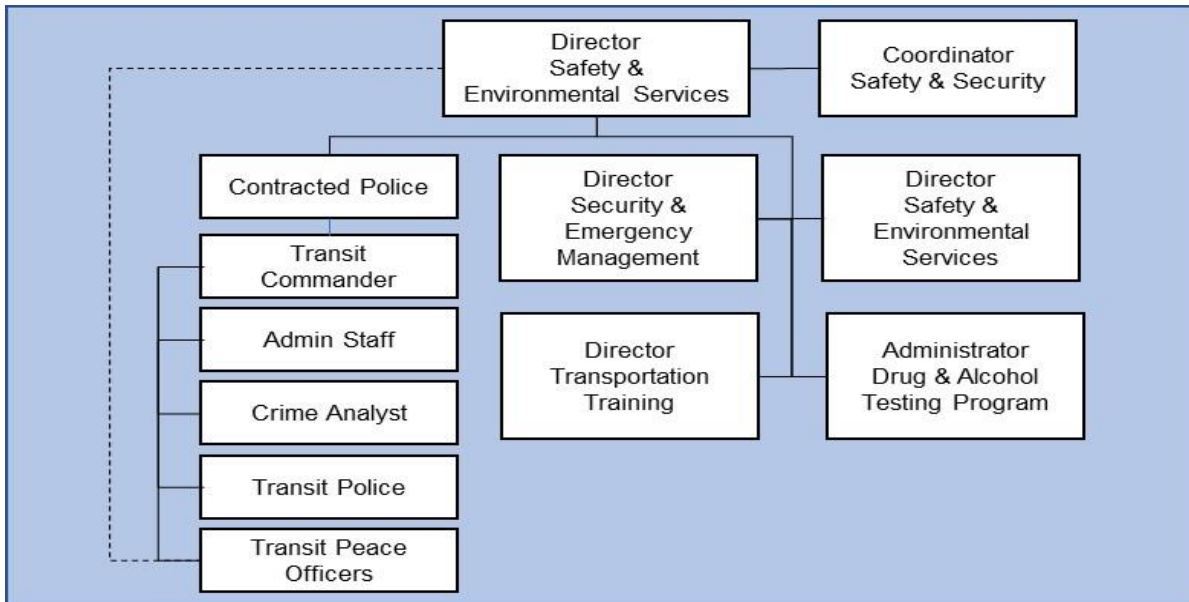 Director
Safety &
Environmental Services
Coordinator
Safety & Security
Contracted Police
Director
Security &
Emergency
Management
Director
Safety &
Environmental
Services
Transit
Commander
Admin Staff
Director
Transportation
Training
Administrator
Drug & Alcohol
Testing Program
Crime Analyst
Transit Police
Transit Peace
Officers